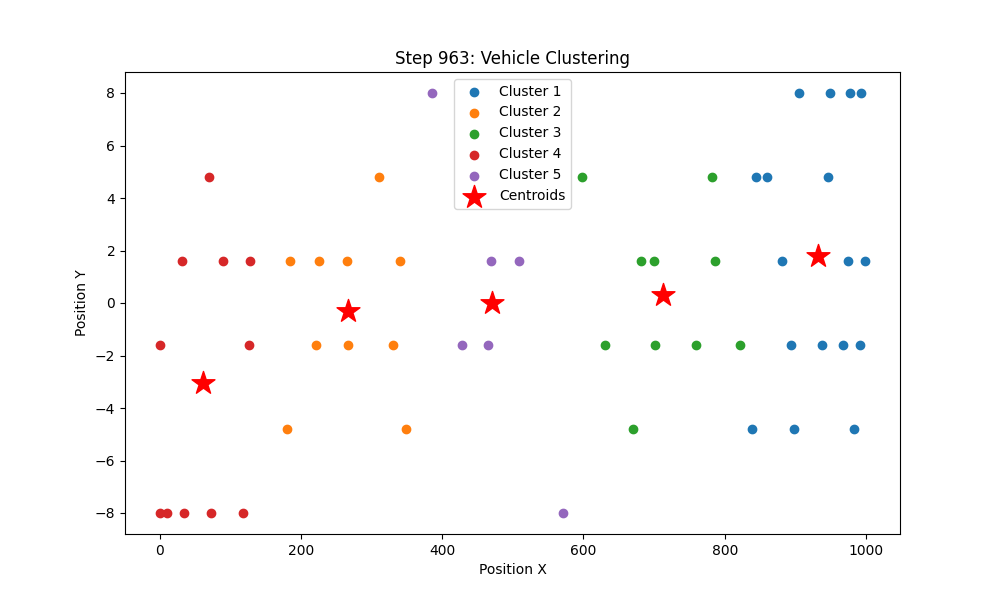 Step 963: Vehicle Clustering
Cluster 1
Cluster 2
Cluster 3
Cluster 4
Cluster 5
Centroids
Position Y
8
6
4
2
0
−2
−4
−6
−8
0 200 400 600 800 1000
Position X